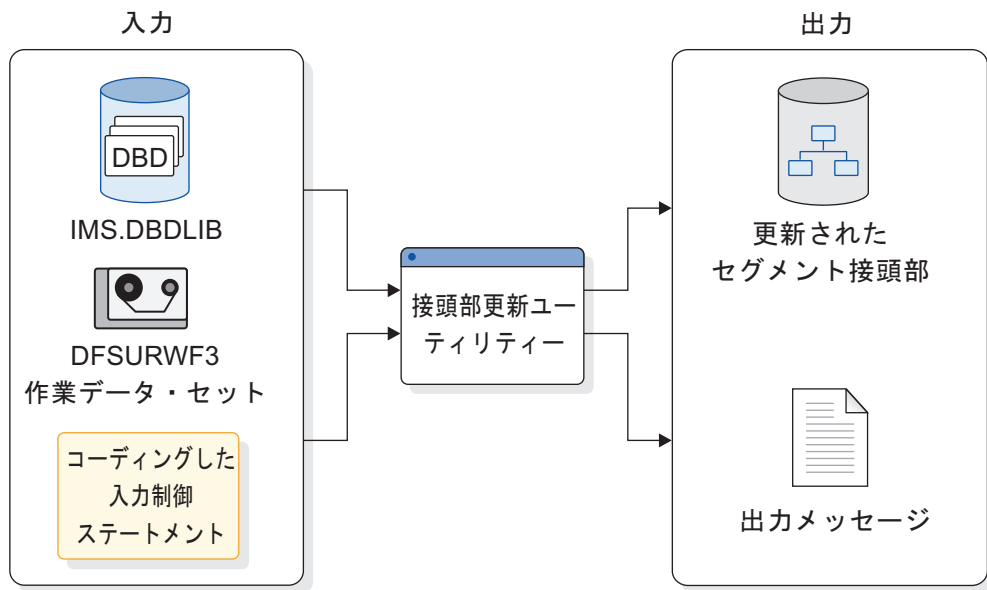 入力
DBD
IMS.DBDLIB
DFSURWF3
作業データ・セット
コーディングした
入力制御
ステートメント
接頭部更新ユー
ティリティー
出力
更新された
セグメント接頭部
出力メッセージ